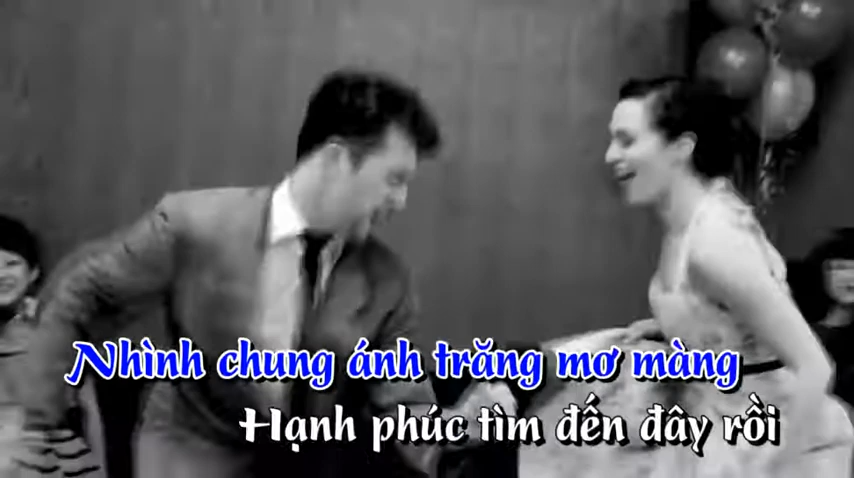 Nhình chung ánh trăng mơ màng
Hạnh phúc tìm đến đây rồi